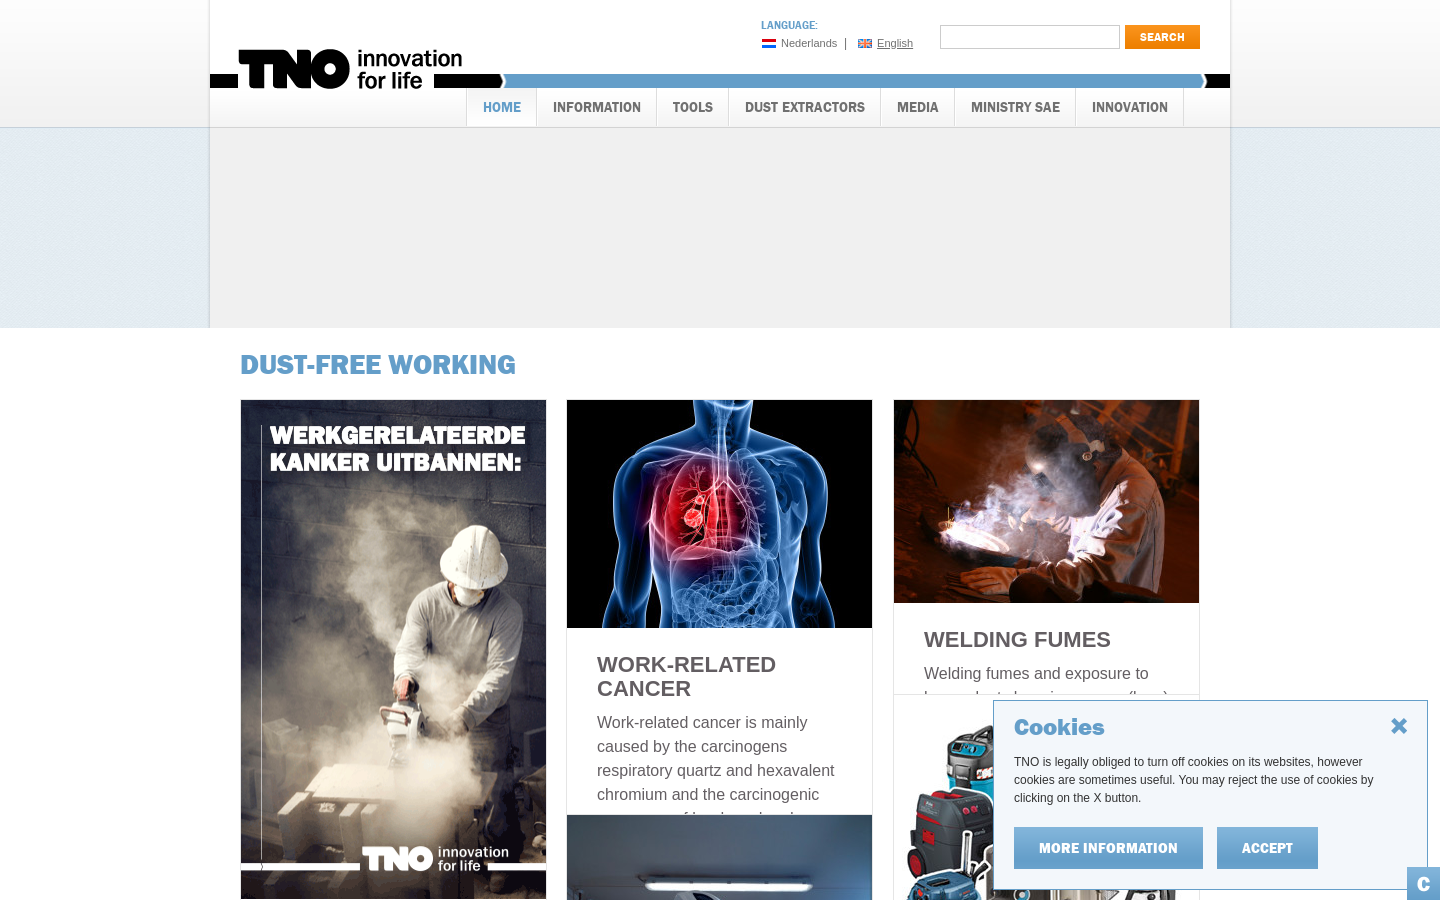 LANGUAGE:
Nederlands | English
SEARCH
TNO innovation
for life
HOME INFORMATION TOOLS DUST EXTRACTORS MEDIA MINISTRY SAE INNOVATION
DUST-FREE WORKING
WERKGERELATEERDE
KANKER UITBANNEN:
TNO innovation
for life
WORK-RELATED
CANCER
Work-related cancer is mainly
caused by the carcinogens
respiratory quartz and hexavalent
chromium and the carcinogenic
WELDING FUMES
Welding fumes and exposure to
Cookies
TNO is legally obliged to turn off cookies on its websites, however
cookies are sometimes useful. You may reject the use of cookies by
clicking on the X button.
MORE INFORMATION ACCEPT
C